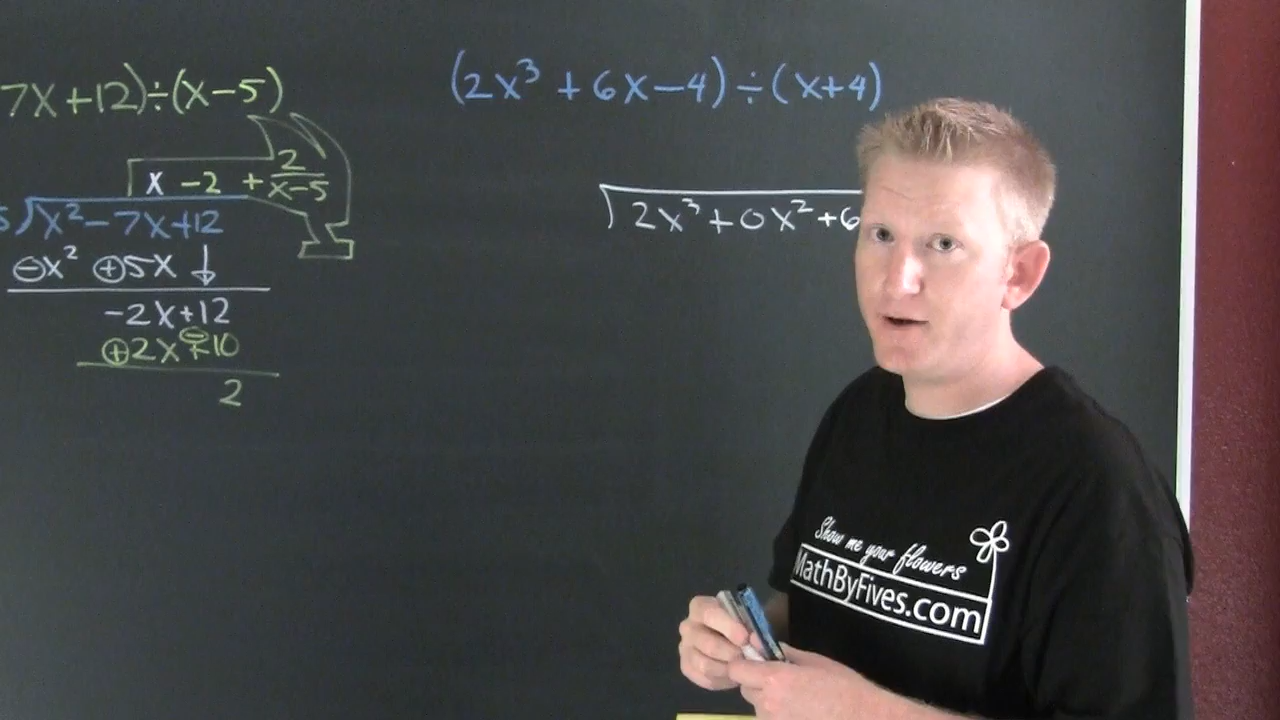 7x+12)÷(x-5)
x -2 + 2/(x-5)
5)x²-7x+12
⊖x² ⊕5x ↓
-2x+12
⊕2x ⊖+10
2
(2x³ + 6x-4)÷(x+4)
)2x³+0x²+6
Show me your flowers
MathByFives.com